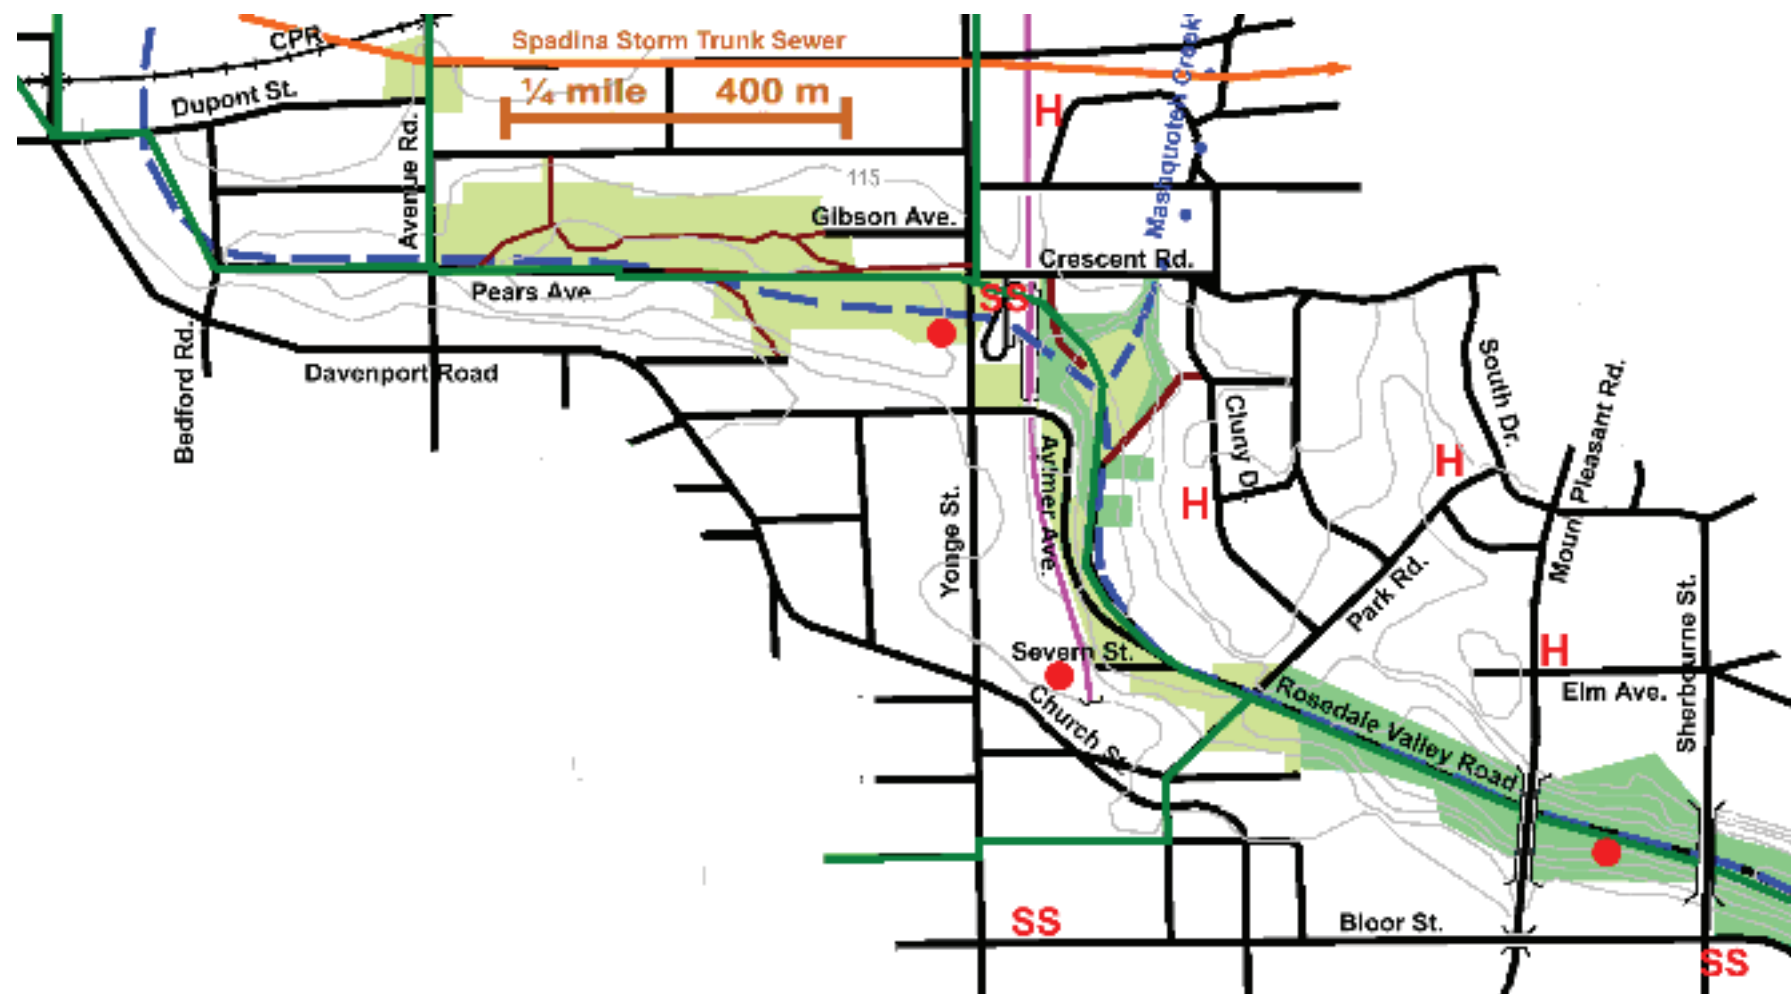 CPR
Spadina Storm Trunk Sewer
¼ mile 400 m
Dupont St.
H
Avenue Rd.
Mashquoteh Creek
115
Gibson Ave.
Crescent Rd.
Pears Ave
SS
Bedford Rd.
Davenport Road
South Dr.
Mount Pleasant Rd.
Cluny D
H
H
Aylmer Ave.
Yonge St.
Park Rd.
Sherbourne St.
Severn St.
H
Elm Ave.
Church St.
Rosedale Valley Road
SS
Bloor St.
SS